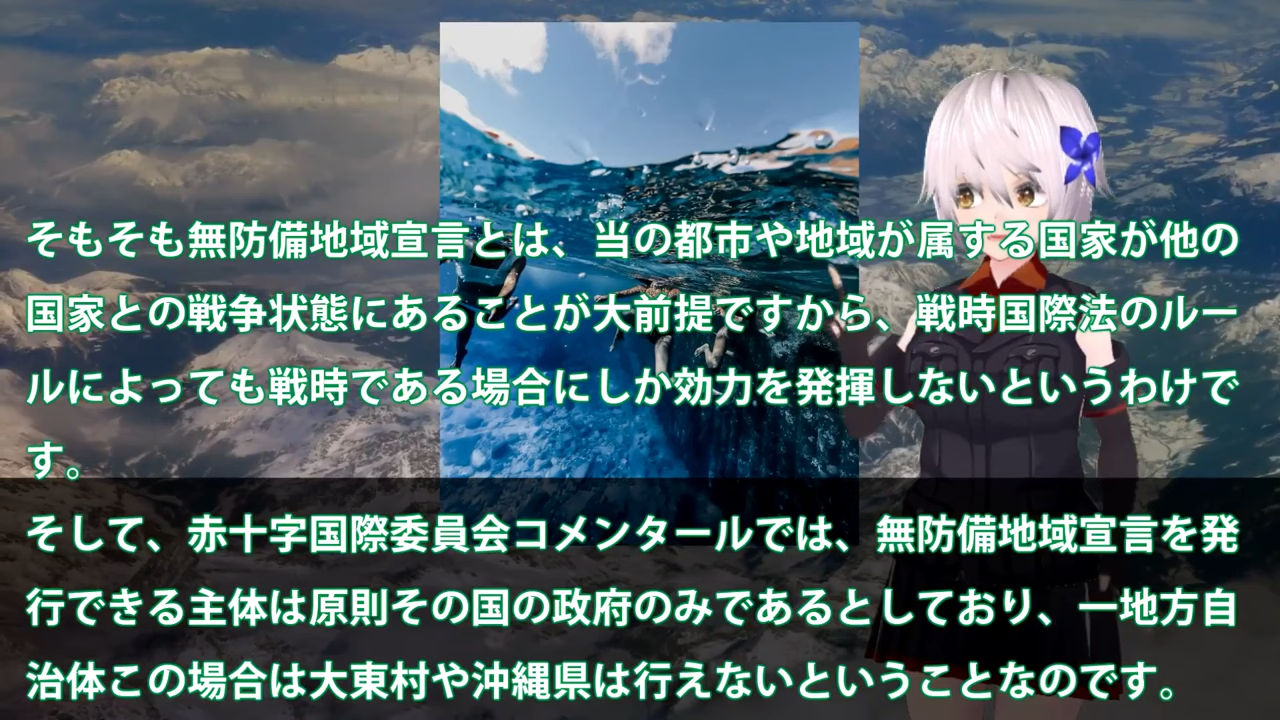 そもそも無防備地域宣言とは、当の都市や地域が属する国家が他の
国家との戦争状態にあることが大前提ですから、戦時国際法のルー
ルによっても戦時である場合にしか効力を発揮しないというわけで
す。
そして、赤十字国際委員会コメンタールでは、無防備地域宣言を発
行できる主体は原則その国の政府のみであるとしており、一地方自
治体この場合は大東村や沖縄県は行えないということなのです。